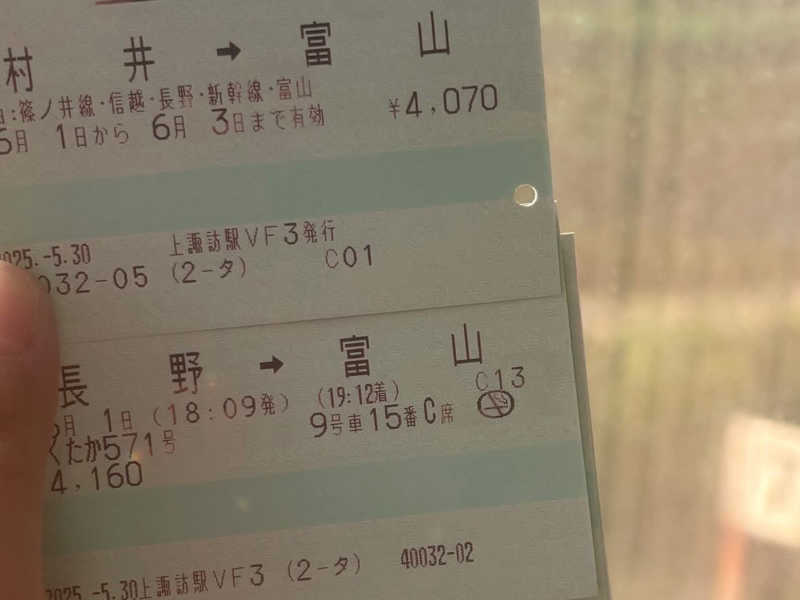 村井→富山
由:篠ノ井線・信越・長野・新幹線・富山
¥4,070
月 1日から 6月 3日まで有効
2025.-5.30 上諏訪駅VF3発行
032-05 (2-タ) C01
長野→富山
月 1日 (18:09発) (19:12着) C13
くたか571号 9号車15番C席
4,160
2025.-5.30上諏訪駅VF3 (2-タ) 40032-02